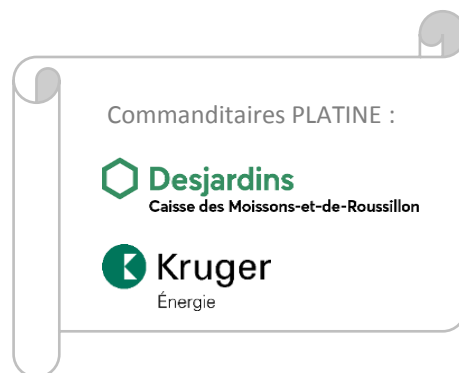 Commanditaires PLATINE :
Desjardins
Caisse des Moissons-et-de-Roussillon
Kruger
Énergie